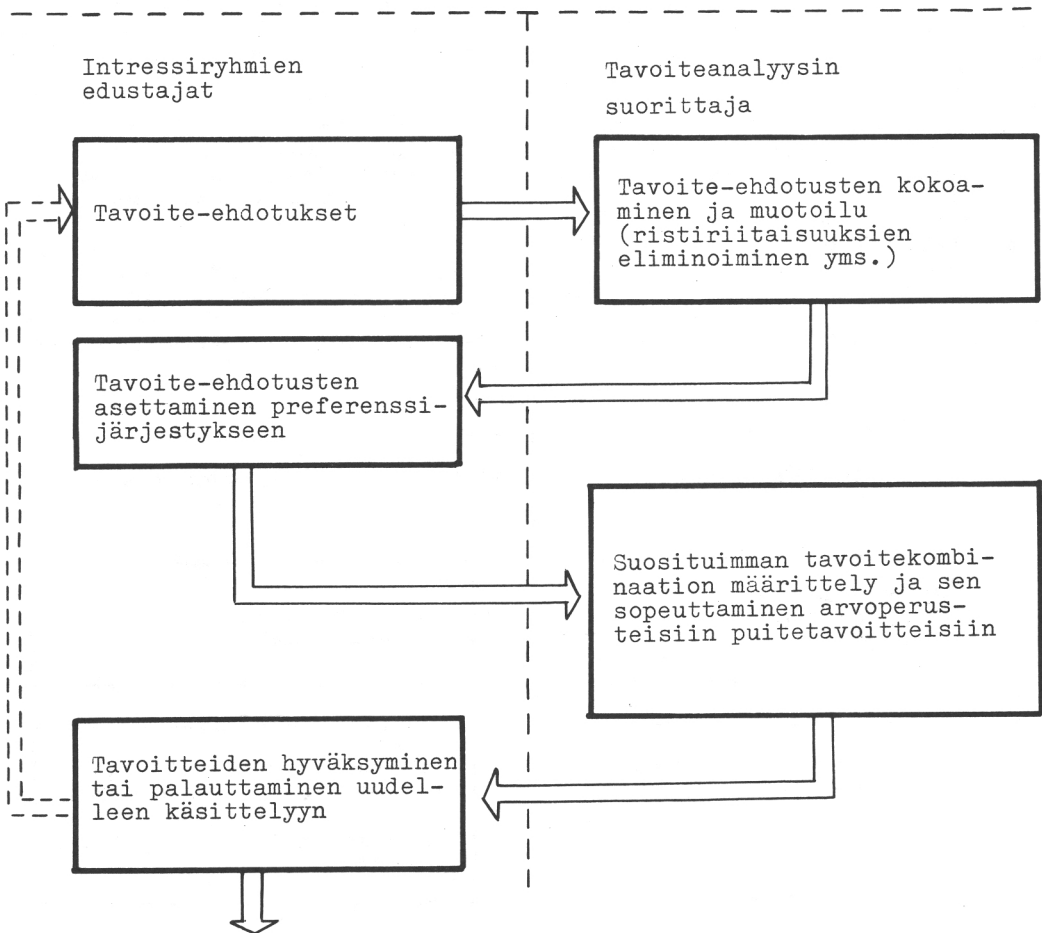 Intressiryhmien
edustajat
Tavoiteanalyysin
suorittaja
Tavoite-ehdotukset
Tavoite-ehdotusten kokoa-
minen ja muotoilu
(ristiriitaisuuksien
eliminoiminen yms.)
Tavoite-ehdotusten
asettaminen preferenssi-
järjestykseen
Suosituimman tavoitekombi-
naation määrittely ja sen
sopeuttaminen arvoperus-
teisiin puitetavoitteisiin
Tavoitteiden hyväksyminen
tai palauttaminen uudel-
leen käsittelyyn